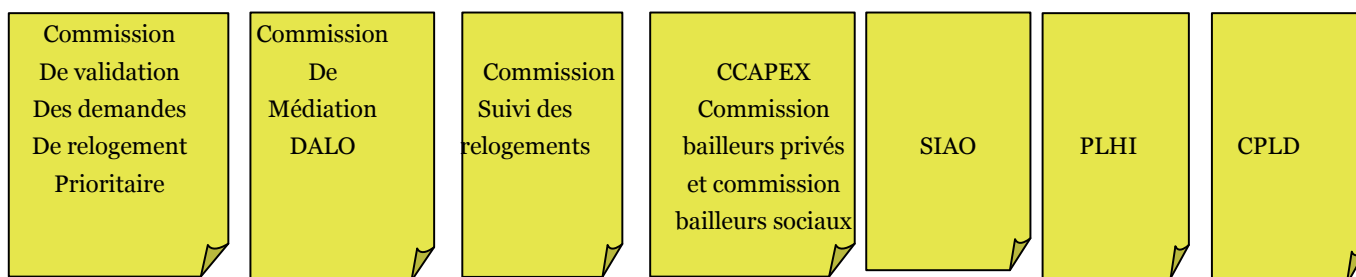 Commission
De validation
Des demandes
De relogement
Prioritaire
Commission
De
Médiation
DALO
Commission
Suivi des
relogements
CCAPEX
Commission
bailleurs privés
et commission
bailleurs sociaux
SIAO
PLHI
CPLD